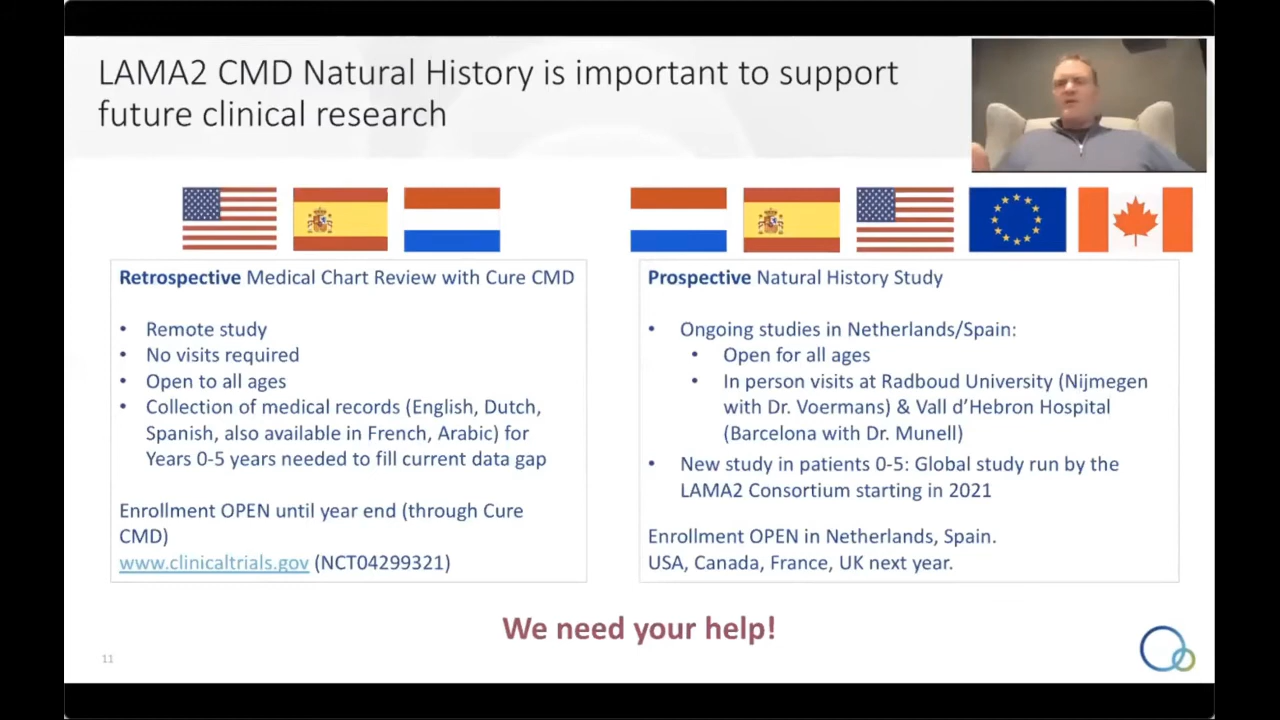 LAMA2 CMD Natural History is important to support
future clinical research
Retrospective Medical Chart Review with Cure CMD
• Remote study
• No visits required
• Open to all ages
• Collection of medical records (English, Dutch,
Spanish, also available in French, Arabic) for
Years 0-5 years needed to fill current data gap
Enrollment OPEN until year end (through Cure
CMD)
www.clinicaltrials.gov (NCT04299321)
Prospective Natural History Study
• Ongoing studies in Netherlands/Spain:
• Open for all ages
• In person visits at Radboud University (Nijmegen
with Dr. Voermans) & Vall d’Hebron Hospital
(Barcelona with Dr. Munell)
• New study in patients 0-5: Global study run by the
LAMA2 Consortium starting in 2021
Enrollment OPEN in Netherlands, Spain.
USA, Canada, France, UK next year.
We need your help!
11